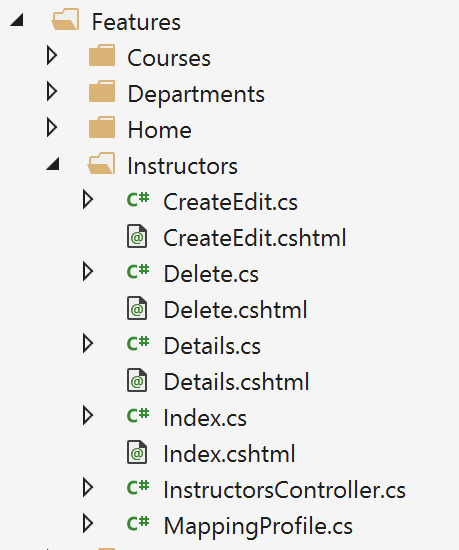 Features
Courses
Departments
Home
Instructors
C# CreateEdit.cs
@ CreateEdit.cshtml
C# Delete.cs
@ Delete.cshtml
C# Details.cs
@ Details.cshtml
C# Index.cs
@ Index.cshtml
C# InstructorsController.cs
C# MappingProfile.cs